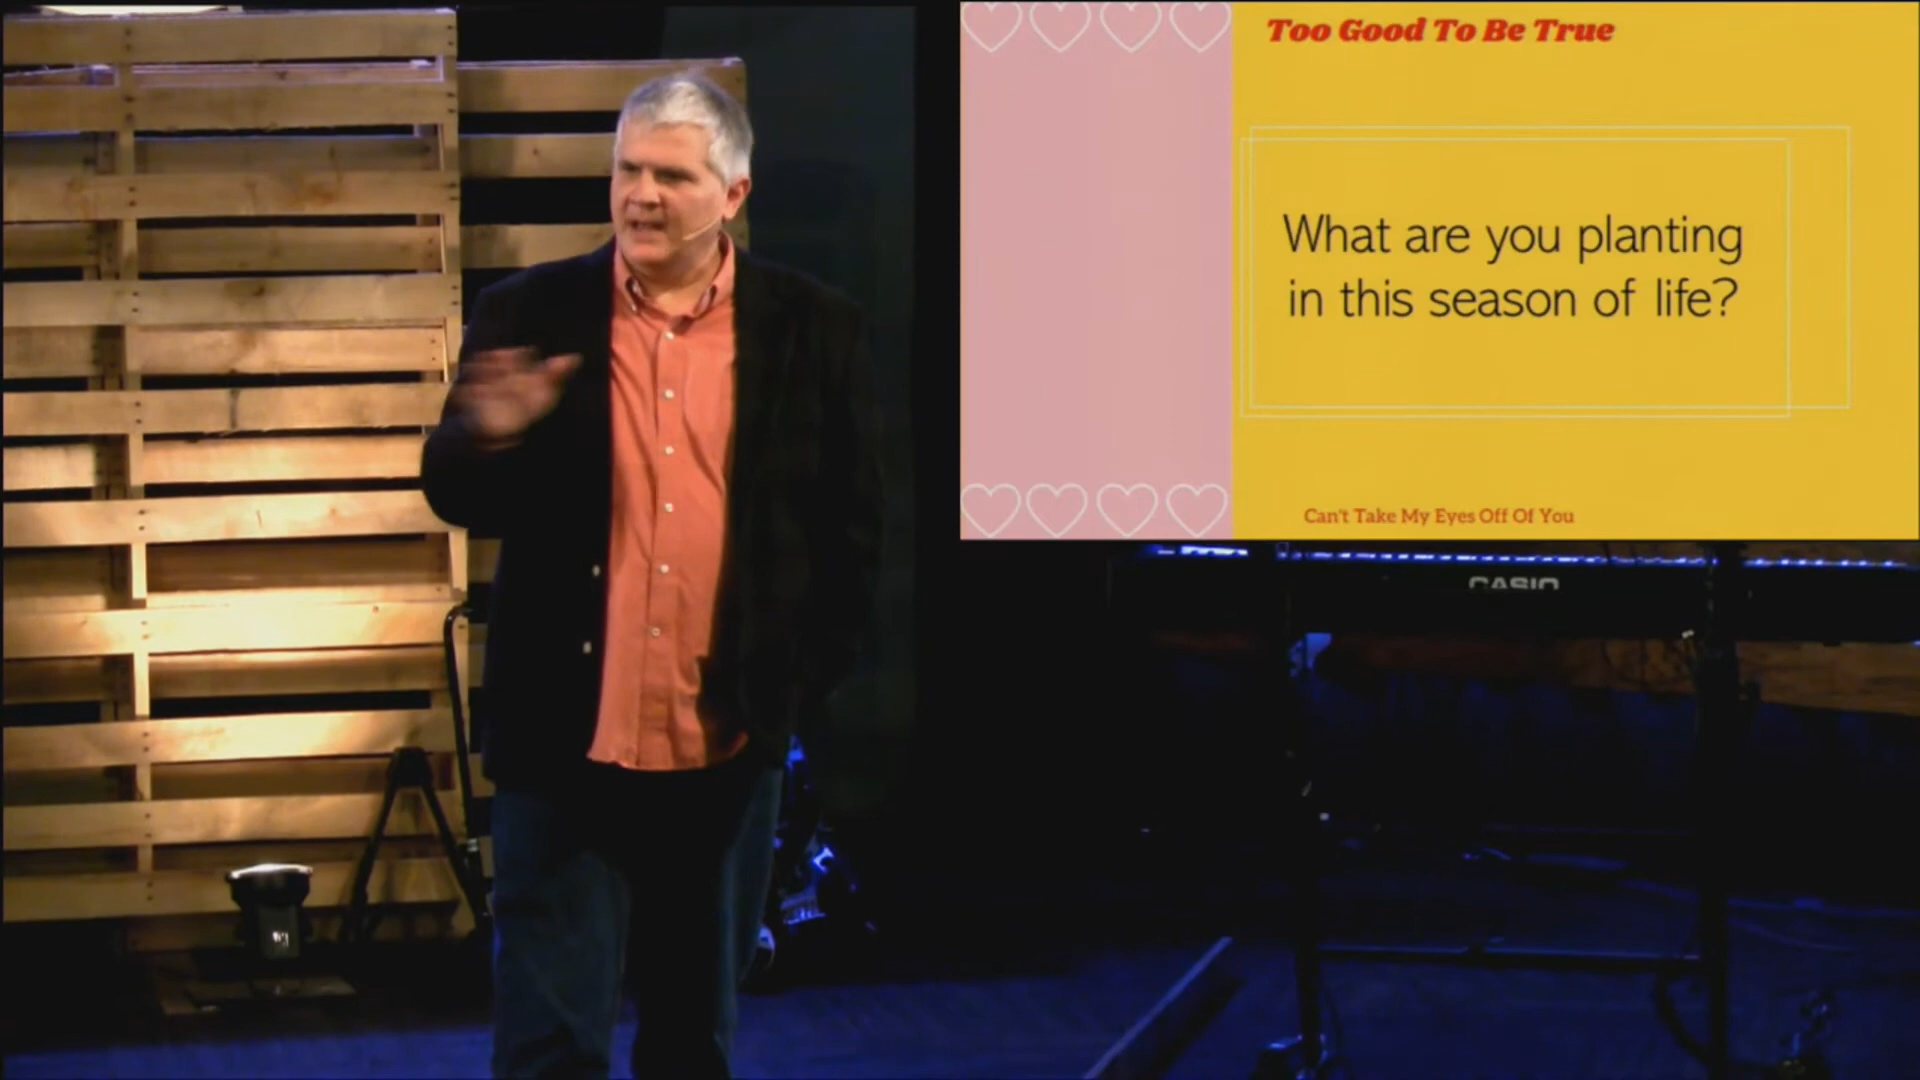 Too Good To Be True
What are you planting
in this season of life?
Can't Take My Eyes Off Of You
CASIO